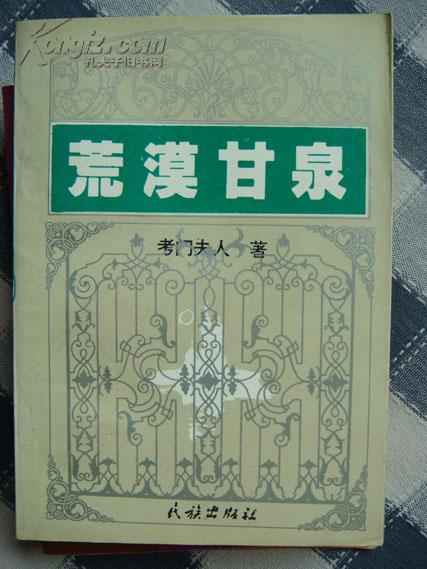 Kongfz.com
孔夫子旧书网
荒漠甘泉
考门夫人 著
民族出版社